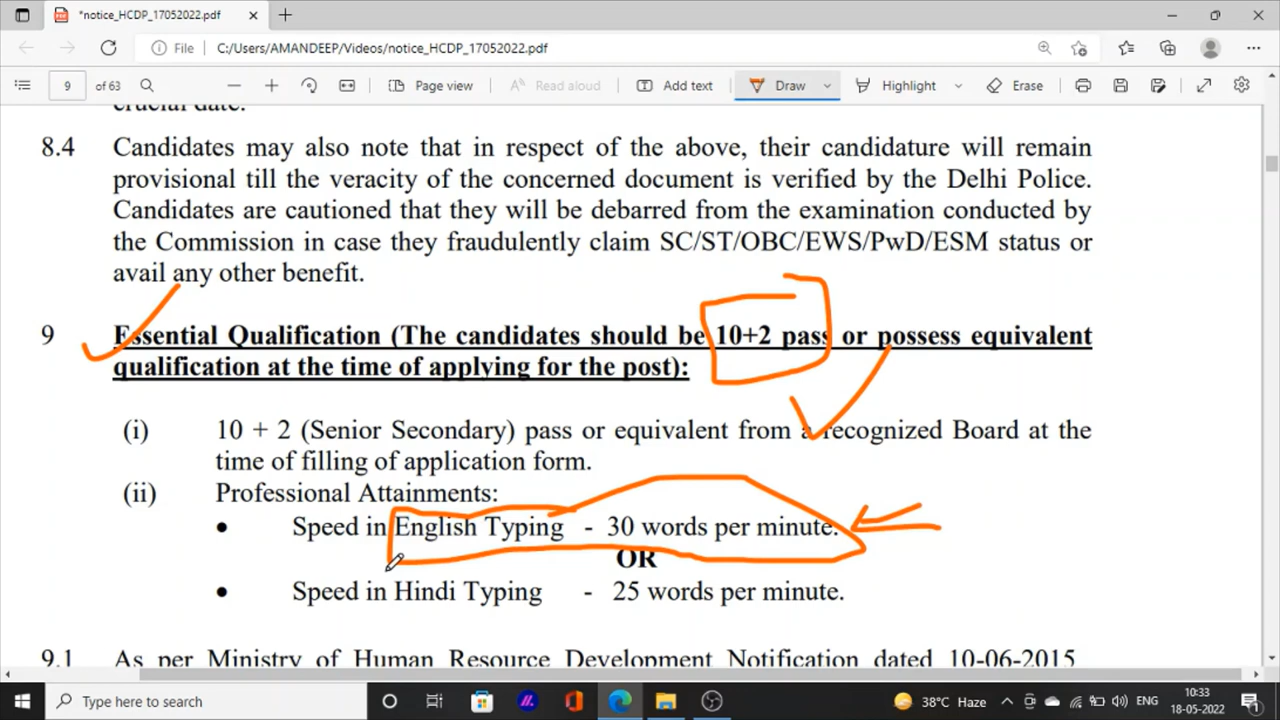 *notice_HCDP_17052022.pdf
File C:/Users/AMANDEEP/Videos/notice_HCDP_17052022.pdf
9 of 63 Page view Read aloud Add text Draw Highlight Erase
crucial date.
8.4 Candidates may also note that in respect of the above, their candidature will remain
provisional till the veracity of the concerned document is verified by the Delhi Police.
Candidates are cautioned that they will be debarred from the examination conducted by
the Commission in case they fraudulently claim SC/ST/OBC/EWS/PwD/ESM status or
avail any other benefit.
9 Essential Qualification (The candidates should be 10+2 pass or possess equivalent
qualification at the time of applying for the post):
(i) 10 + 2 (Senior Secondary) pass or equivalent from a recognized Board at the
time of filling of application form.
(ii) Professional Attainments:
• Speed in English Typing - 30 words per minute.
OR
• Speed in Hindi Typing - 25 words per minute.
9.1 As per Ministry of Human Resource Development Notification dated 10-06-2015
Type here to search 38°C Haze ENG 10:33
18-05-2022 1